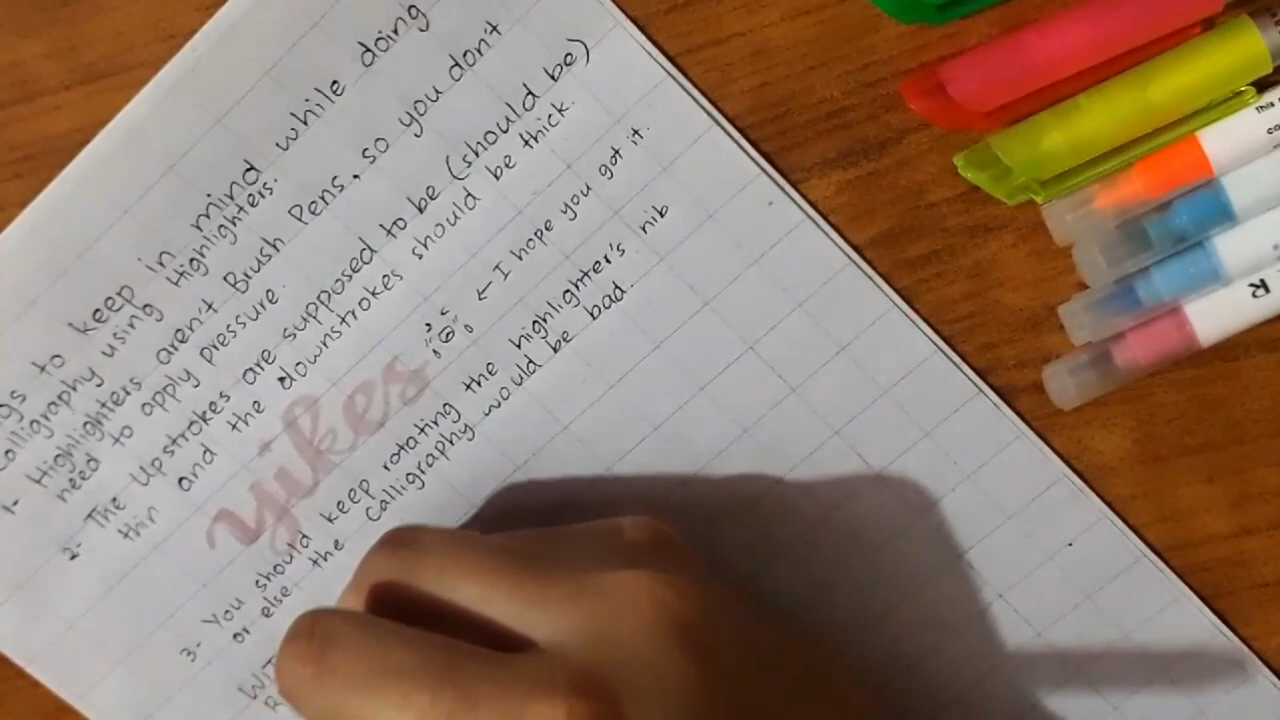 to keep in mind while doing
Calligraphy using Highlighters.
1- Highlighters aren't Brush Pens, so you don't
need to apply pressure.
2- The Upstrokes are supposed to be (should be)
thin and the downstrokes should be thick.
yikes ← I hope you got it.
3- You should keep rotating the highlighter's nib
or else the Calligraphy would be bad.
R